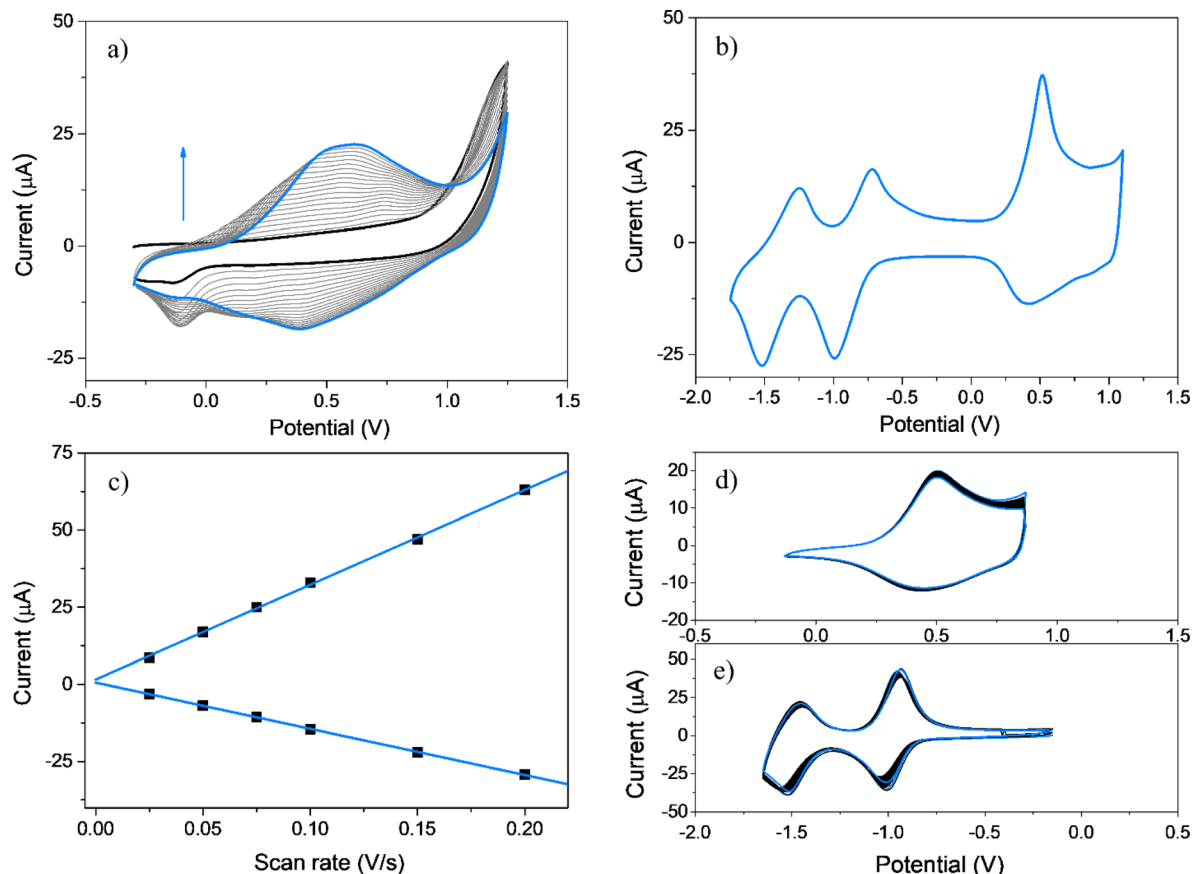 a)
Current (µA)
50
25
0
-25
-0.5 0.0 0.5 1.0 1.5
Potential (V)
b)
Current (µA)
50
25
0
-25
-2.0 -1.5 -1.0 -0.5 0.0 0.5 1.0 1.5
Potential (V)
c)
Current (µA)
75
50
25
0
-25
0.00 0.05 0.10 0.15 0.20
Scan rate (V/s)
d)
Current (µA)
20
10
0
-10
-20
-0.5 0.0 0.5 1.0 1.5
e)
Current (µA)
50
25
0
-25
-50
-2.0 -1.5 -1.0 -0.5 0.0 0.5
Potential (V)